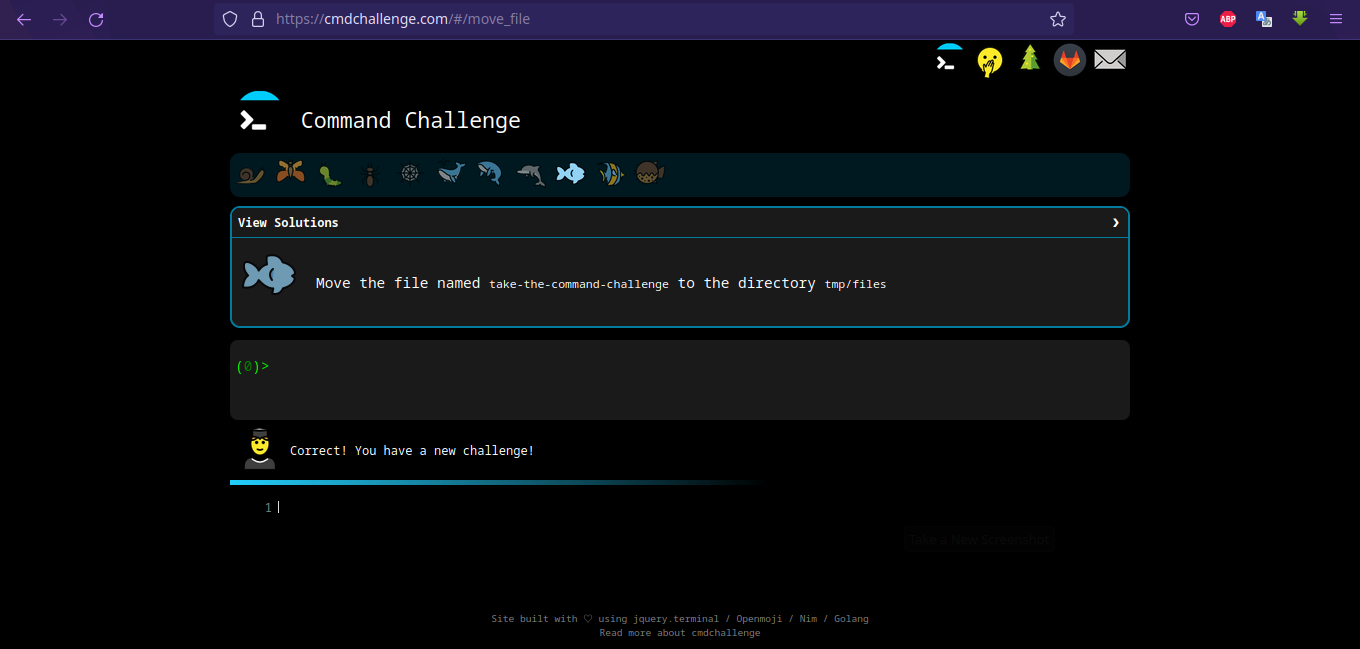 https://cmdchallenge.com/#/move_file
ABP
Command Challenge
View Solutions
Move the file named take-the-command-challenge to the directory tmp/files
(0)>
Correct! You have a new challenge!
1
Take a New Screenshot
Site built with ♡ using jquery.terminal / Openmoji / Nim / Golang
Read more about cmdchallenge